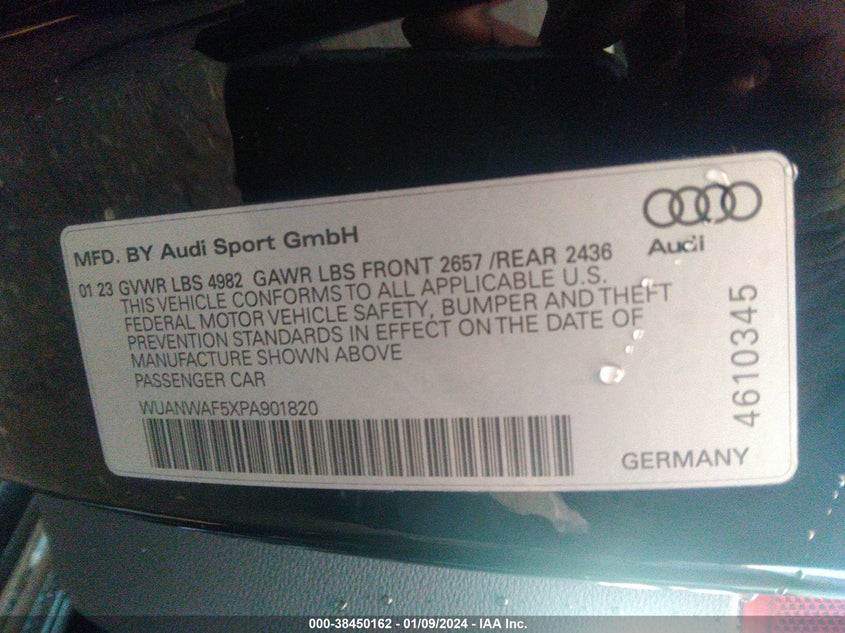 Audi
MFD. BY Audi Sport GmbH
01 23 GVWR LBS 4982 GAWR LBS FRONT 2657 /REAR 2436
THIS VEHICLE CONFORMS TO ALL APPLICABLE U.S.
FEDERAL MOTOR VEHICLE SAFETY, BUMPER AND THEFT
PREVENTION STANDARDS IN EFFECT ON THE DATE OF
MANUFACTURE SHOWN ABOVE
PASSENGER CAR
WUANWAF5XPA901820
GERMANY
4610345
000-38450162 - 01/09/2024 - IAA Inc.